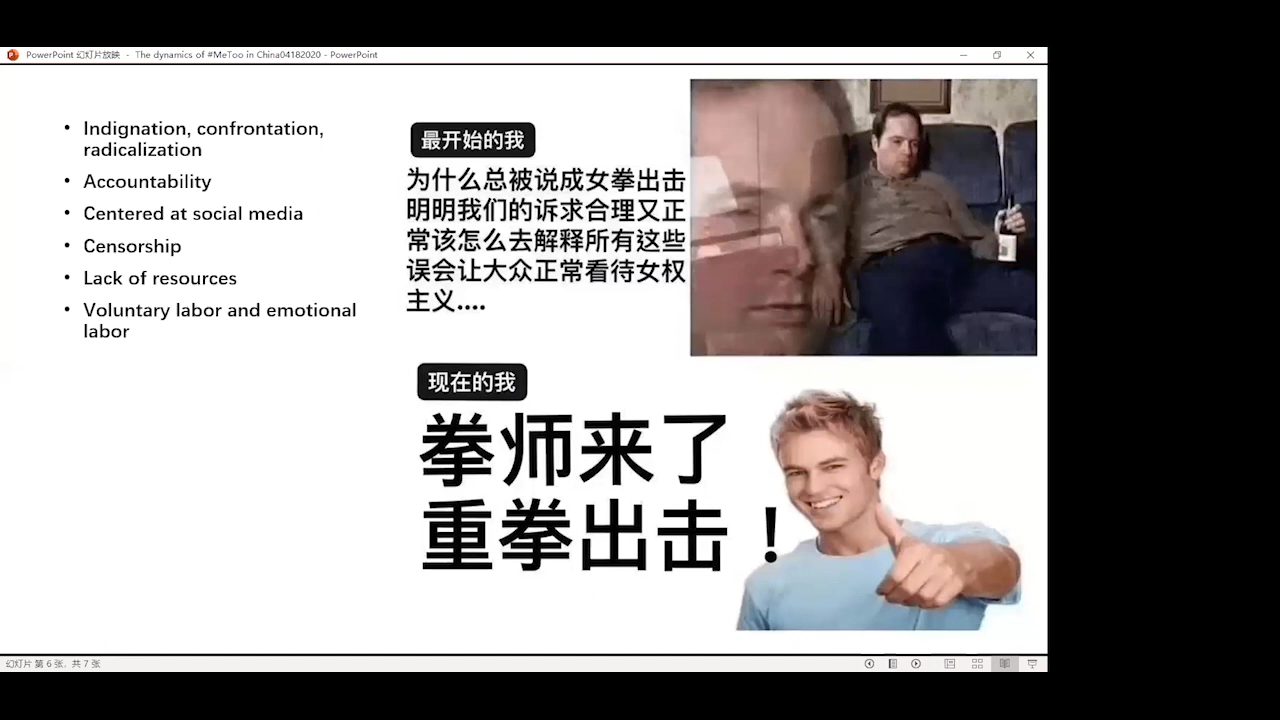 PowerPoint 幻灯片放映 - The dynamics of #MeToo in China04182020 - PowerPoint
• Indignation, confrontation,
radicalization
• Accountability
• Centered at social media
• Censorship
• Lack of resources
• Voluntary labor and emotional
labor
最开始的我
为什么总被说成女拳出击
明明我们的诉求合理又正
常该怎么去解释所有这些
误会让大众正常看待女权
主义....
现在的我
拳师来了
重拳出击！
幻灯片 第 6 张，共 7 张